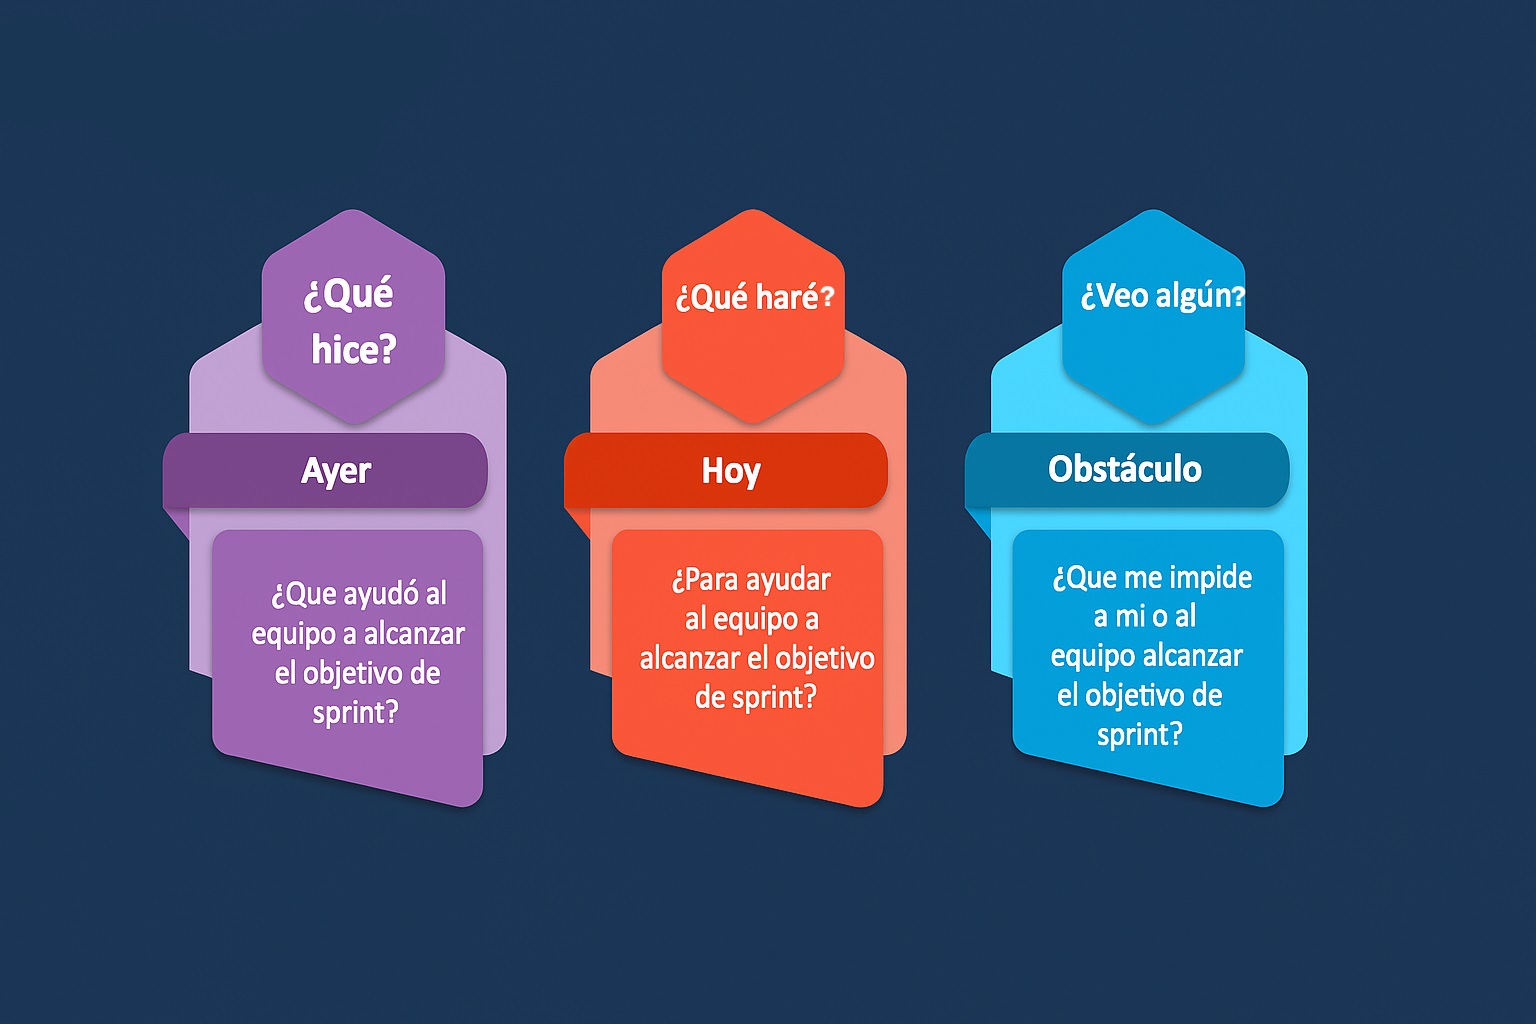 ¿Qué
hice?
Ayer
¿Que ayudó al
equipo a alcanzar
el objetivo de
sprint?
¿Qué haré?
Hoy
¿Para ayudar
al equipo a
alcanzar el objetivo
de sprint?
¿Veo algún?
Obstáculo
¿Que me impide
a mi o al
equipo alcanzar
el objetivo de
sprint?